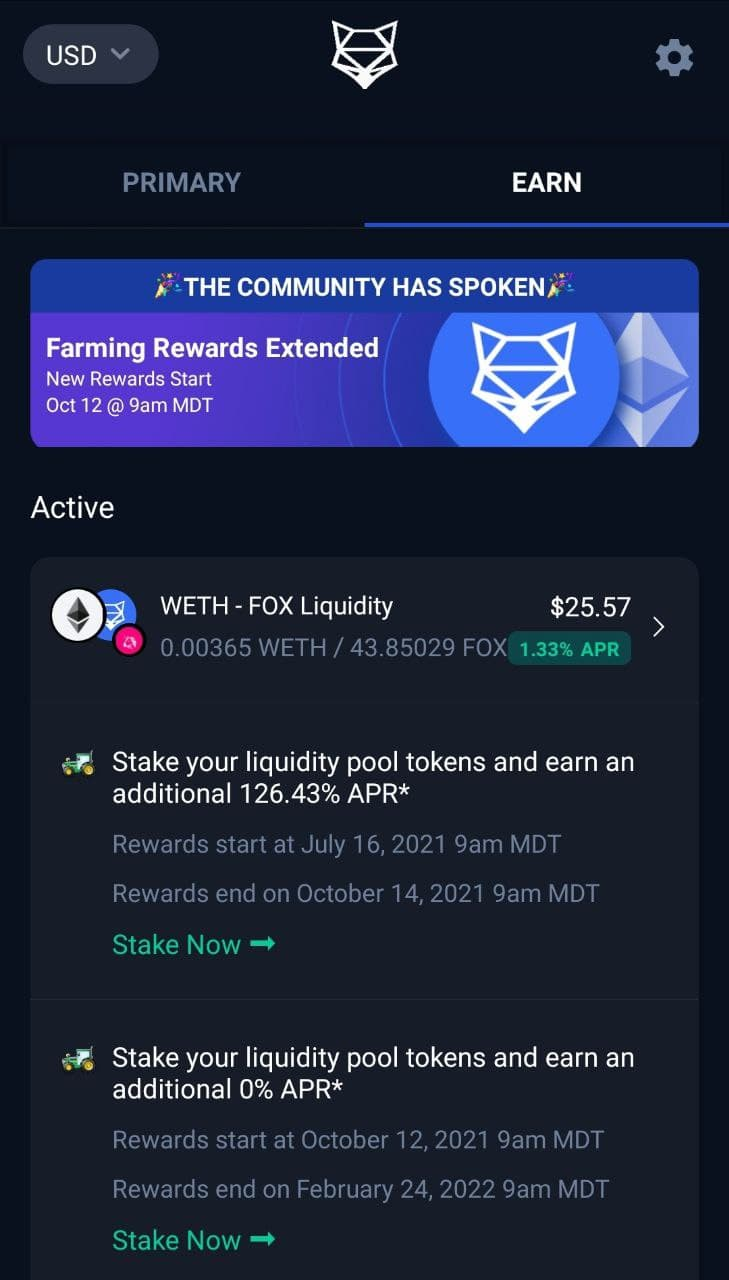 USD
PRIMARY
EARN
🎉THE COMMUNITY HAS SPOKEN🎉
Farming Rewards Extended
New Rewards Start
Oct 12 @ 9am MDT
Active
WETH - FOX Liquidity
$25.57
0.00365 WETH / 43.85029 FOX
1.33% APR
Stake your liquidity pool tokens and earn an
additional 126.43% APR*
Rewards start at July 16, 2021 9am MDT
Rewards end on October 14, 2021 9am MDT
Stake Now ➞
Stake your liquidity pool tokens and earn an
additional 0% APR*
Rewards start at October 12, 2021 9am MDT
Rewards end on February 24, 2022 9am MDT
Stake Now ➞